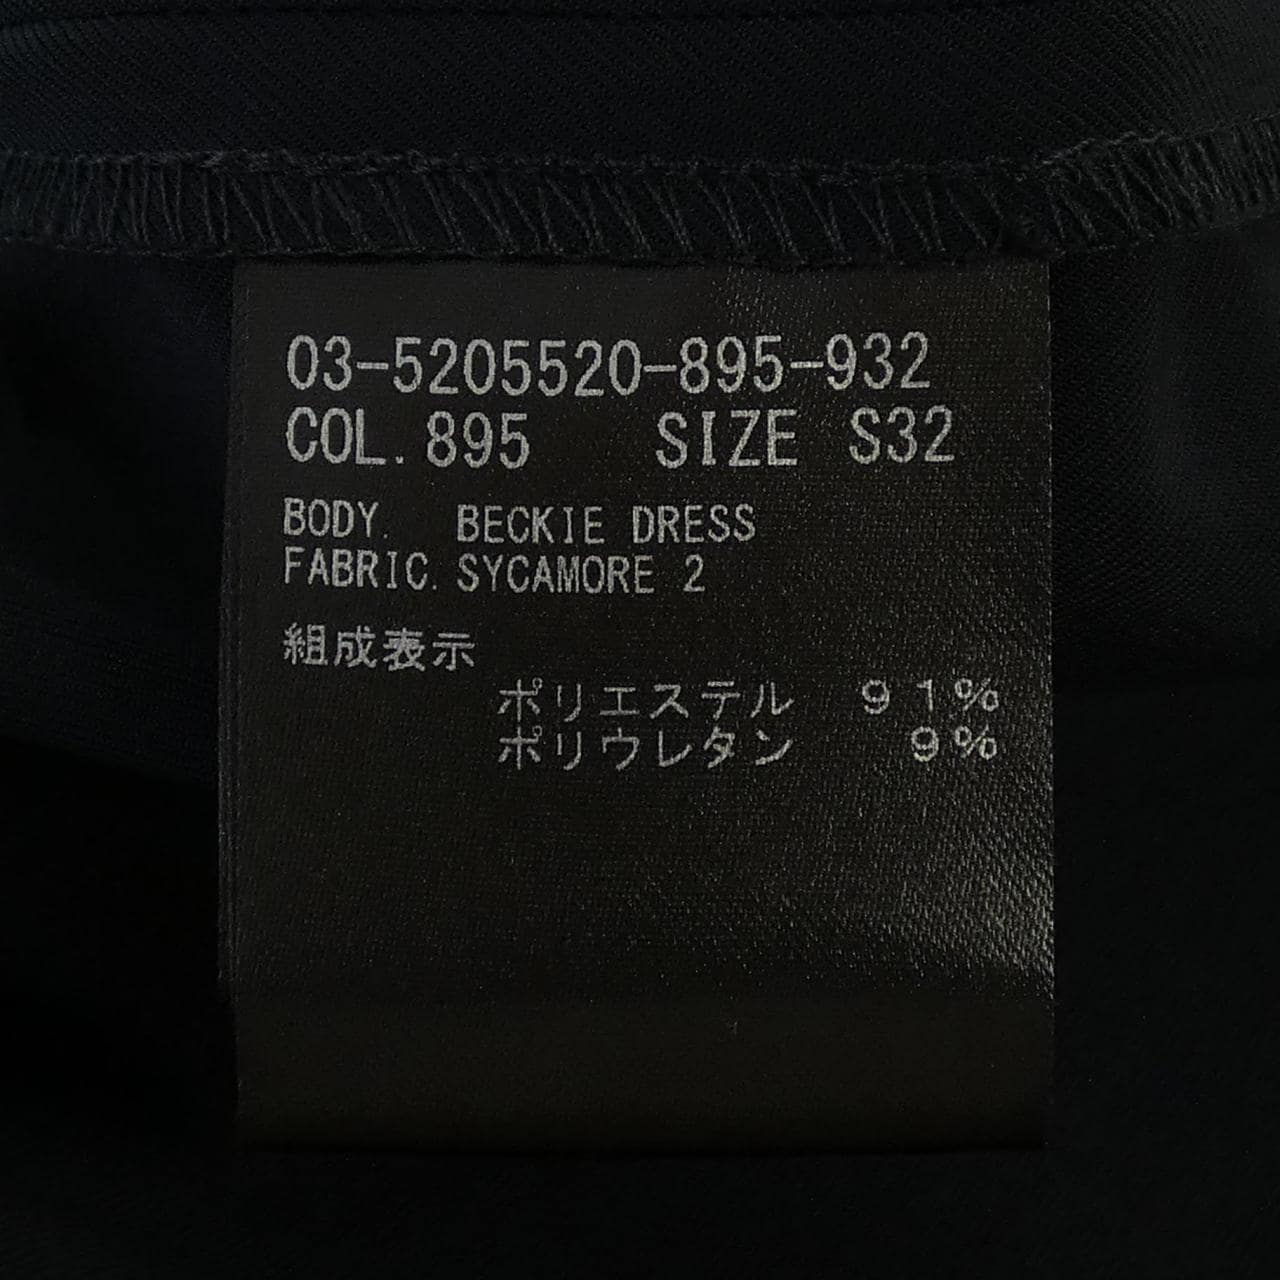 03-5205520-895-932
COL. 895 SIZE S32
BODY. BECKIE DRESS
FABRIC. SYCAMORE 2
組成表示
ポリエステル 91%
ポリウレタン 9%